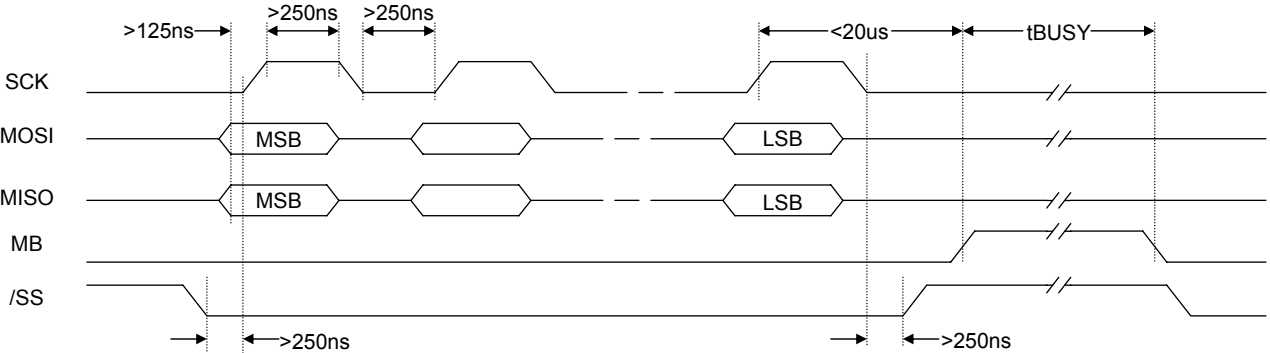 >250ns >250ns
>125ns <20us tBUSY
SCK
MOSI MSB LSB
MISO MSB LSB
MB
/SS
>250ns >250ns